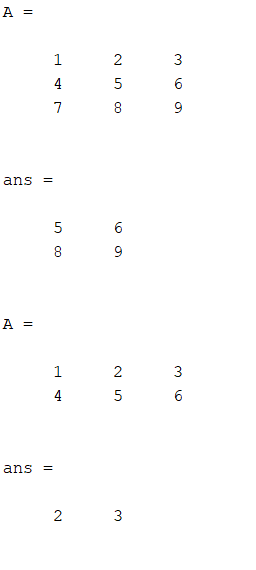 A =
1 2 3
4 5 6
7 8 9
ans =
5 6
8 9
A =
1 2 3
4 5 6
ans =
2 3